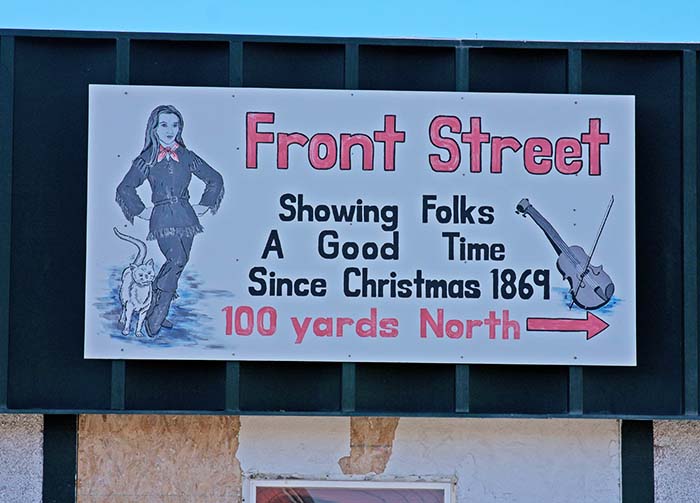 Front Street
Showing Folks
A Good Time
Since Christmas 1869
100 yards North